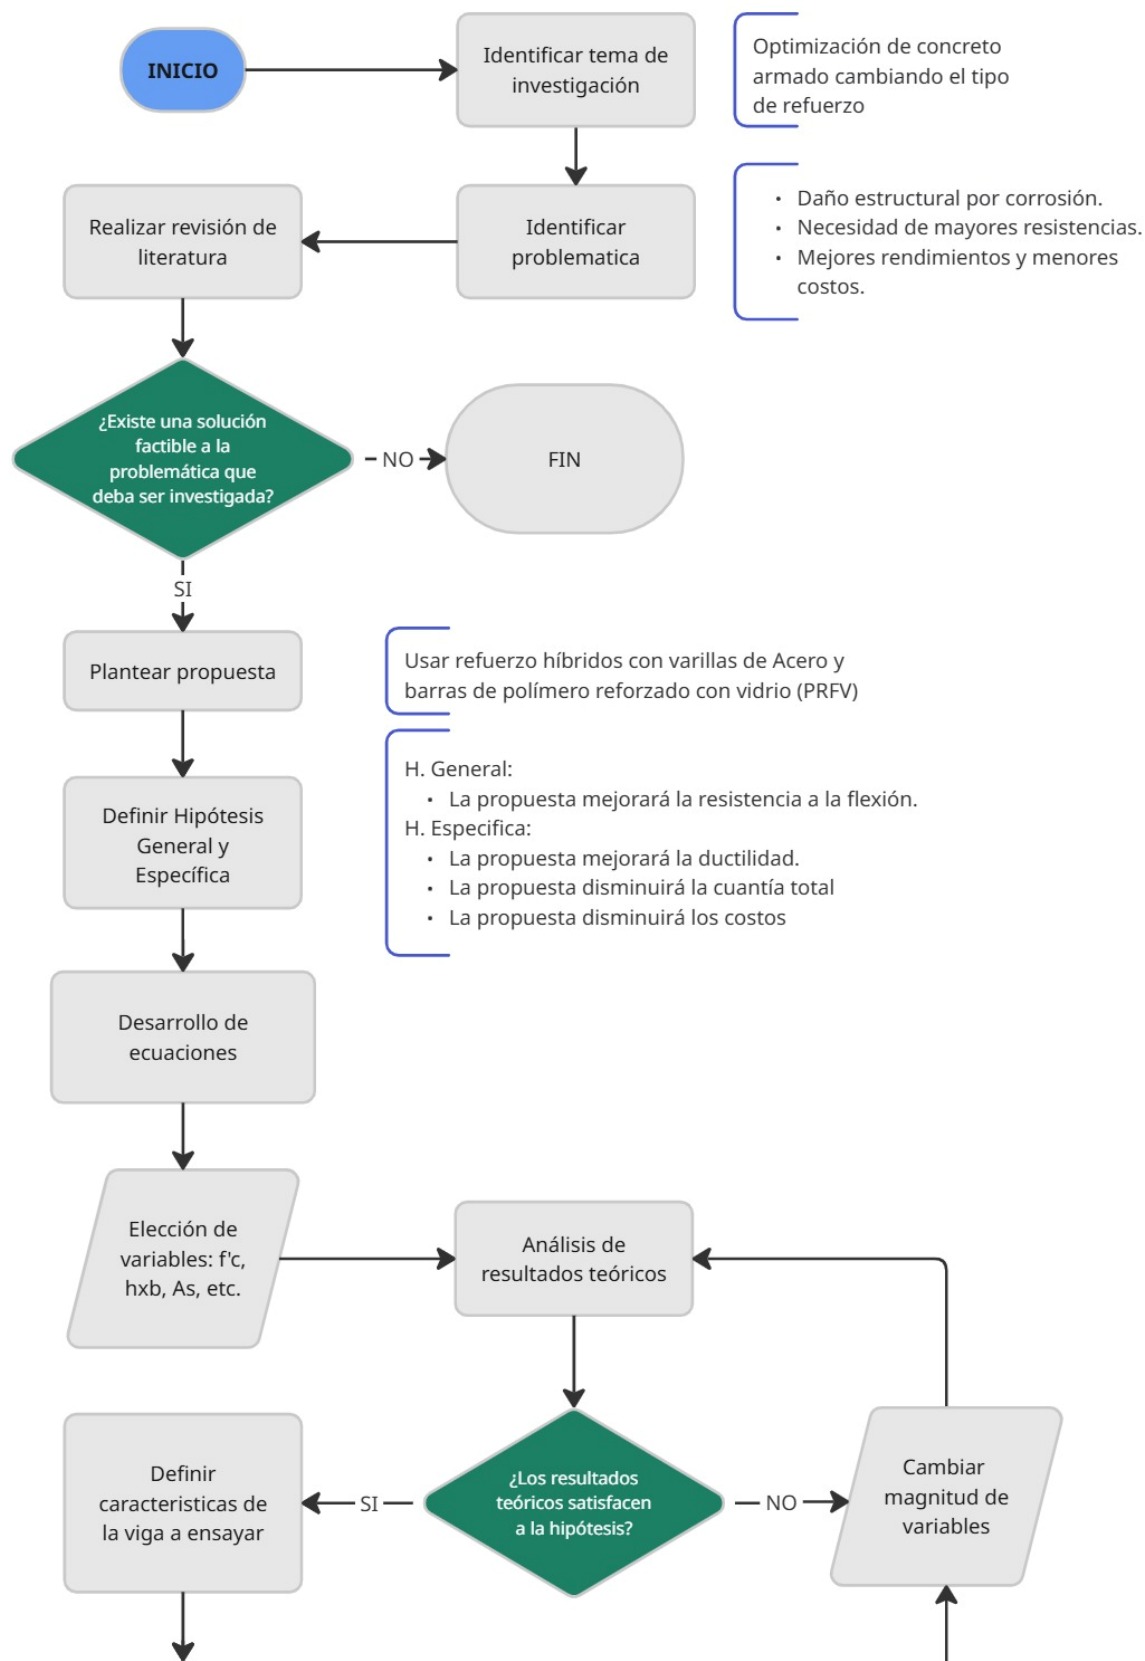 INICIO
Identificar tema de
investigación
Optimización de concreto
armado cambiando el tipo
de refuerzo
Realizar revisión de
literatura
Identificar
problematica
• Daño estructural por corrosión.
• Necesidad de mayores resistencias.
• Mejores rendimientos y menores
costos.
¿Existe una solución
factible a la
problemática que
deba ser investigada?
NO
FIN
SI
Plantear propuesta
Usar refuerzo híbridos con varillas de Acero y
barras de polímero reforzado con vidrio (PRFV)
Definir Hipótesis
General y
Específica
H. General:
• La propuesta mejorará la resistencia a la flexión.
H. Especifica:
• La propuesta mejorará la ductilidad.
• La propuesta disminuirá la cuantía total
• La propuesta disminuirá los costos
Desarrollo de
ecuaciones
Elección de
variables: f'c,
hxb, As, etc.
Análisis de
resultados teóricos
Definir
caracteristicas de
la viga a ensayar
SI
¿Los resultados
teóricos satisfacen
a la hipótesis?
NO
Cambiar
magnitud de
variables